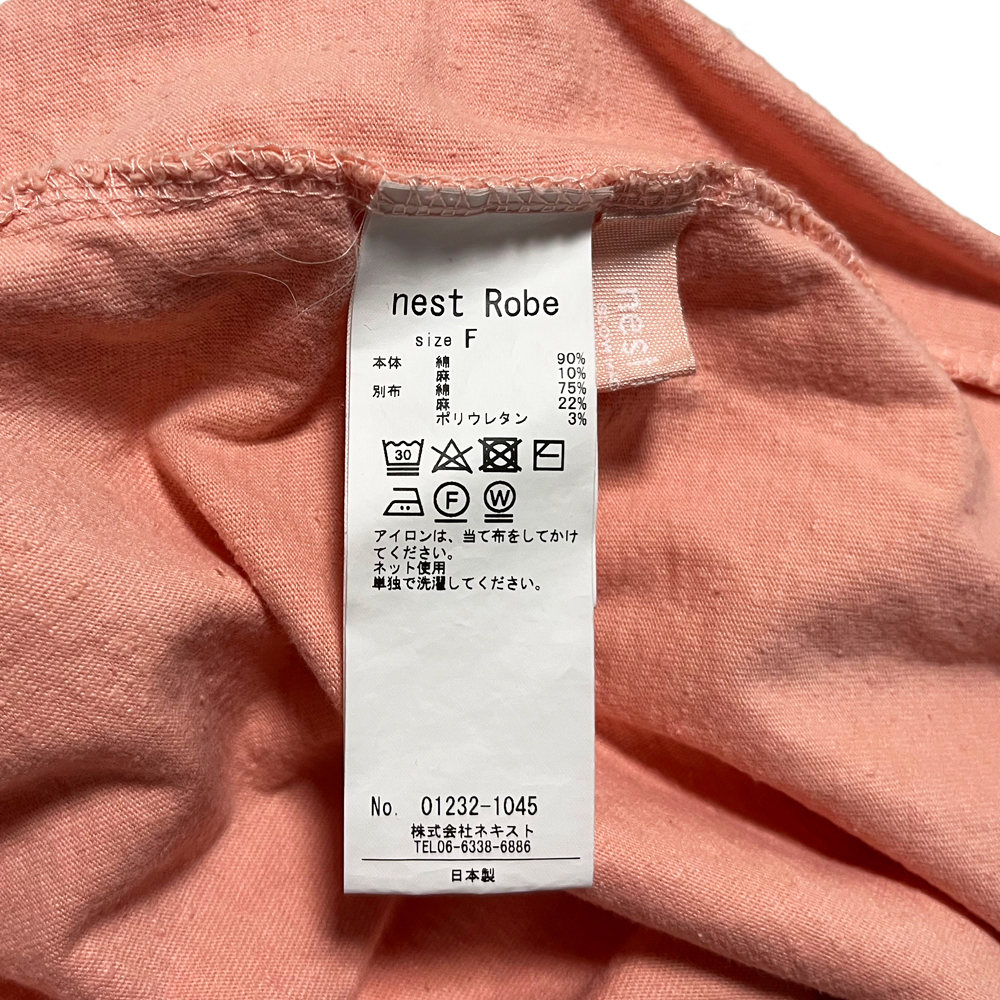 nest Robe
size F
本体 綿 90%
麻 10%
別布 綿 75%
麻 22%
ポリウレタン 3%
30
F W
アイロンは、当て布をしてかけ
てください。
ネット使用
単独で洗濯してください。
No. 01232-1045
株式会社ネキスト
TEL06-6338-6886
日本製
nest